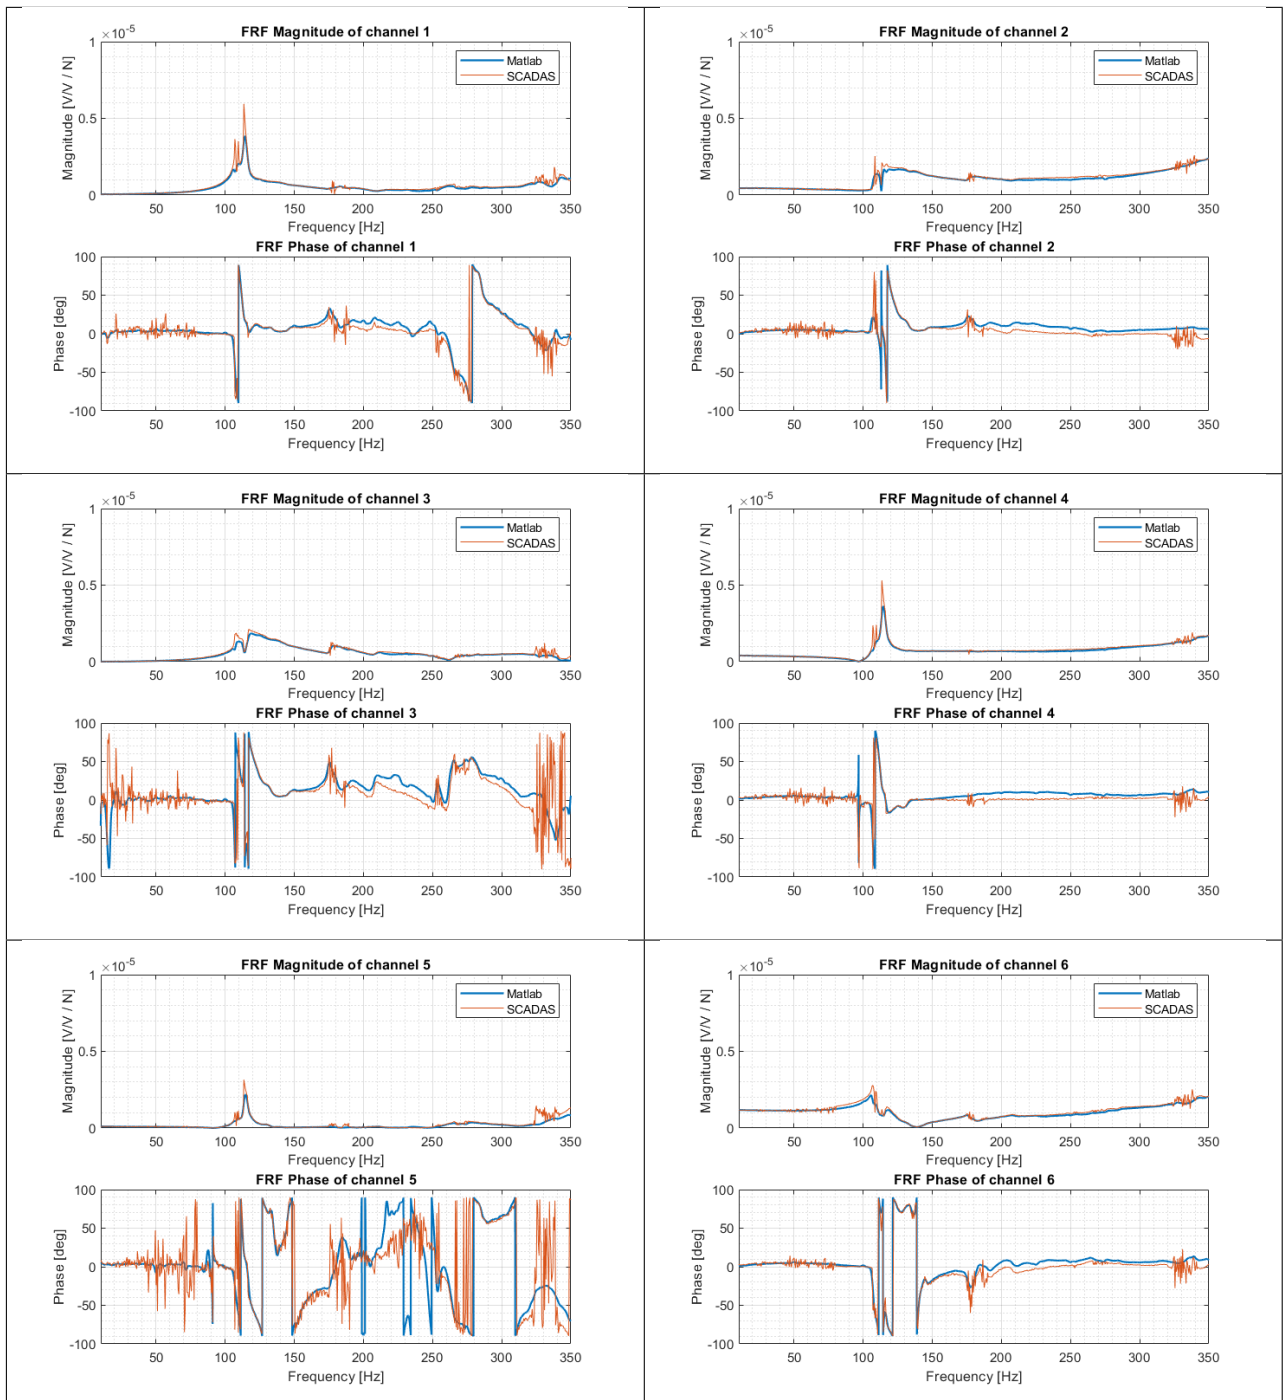 FRF Magnitude of channel 1
×10-5
1
0.5
0
Magnitude [V/V / N]
Matlab
SCADAS
50 100 150 200 250 300 350
Frequency [Hz]
FRF Phase of channel 1
100
50
0
-50
-100
Phase [deg]
50 100 150 200 250 300 350
Frequency [Hz]
FRF Magnitude of channel 2
×10-5
1
0.5
0
Magnitude [V/V / N]
Matlab
SCADAS
50 100 150 200 250 300 350
Frequency [Hz]
FRF Phase of channel 2
100
50
0
-50
-100
Phase [deg]
50 100 150 200 250 300 350
Frequency [Hz]
FRF Magnitude of channel 3
×10-5
1
0.5
0
Magnitude [V/V / N]
Matlab
SCADAS
50 100 150 200 250 300 350
Frequency [Hz]
FRF Phase of channel 3
100
50
0
-50
-100
Phase [deg]
50 100 150 200 250 300 350
Frequency [Hz]
FRF Magnitude of channel 4
×10-5
1
0.5
0
Magnitude [V/V / N]
Matlab
SCADAS
50 100 150 200 250 300 350
Frequency [Hz]
FRF Phase of channel 4
100
50
0
-50
-100
Phase [deg]
50 100 150 200 250 300 350
Frequency [Hz]
FRF Magnitude of channel 5
×10-5
1
0.5
0
Magnitude [V/V / N]
Matlab
SCADAS
50 100 150 200 250 300 350
Frequency [Hz]
FRF Phase of channel 5
100
50
0
-50
-100
Phase [deg]
50 100 150 200 250 300 350
Frequency [Hz]
FRF Magnitude of channel 6
×10-5
1
0.5
0
Magnitude [V/V / N]
Matlab
SCADAS
50 100 150 200 250 300 350
Frequency [Hz]
FRF Phase of channel 6
100
50
0
-50
-100
Phase [deg]
50 100 150 200 250 300 350
Frequency [Hz]